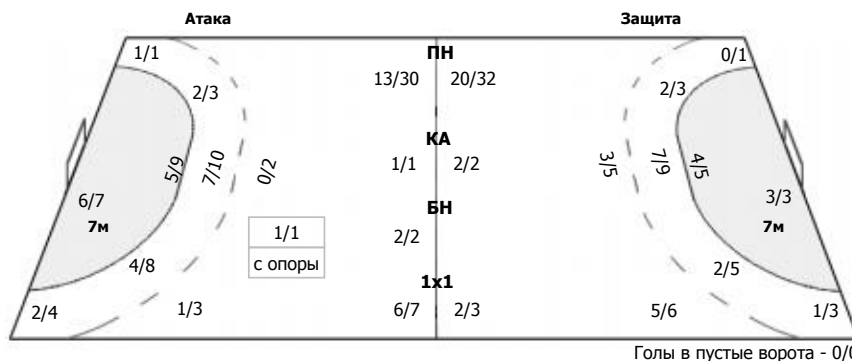 Атака Защита
1/1 ПН 0/1
13/30 20/32
2/3 2/3
КА
5/9 7/10 0/2 1/1 2/2 3/5 7/9 4/5
6/7 3/3
7м БН 7м
1/1 2/2
4/8 с опоры 2/5
1x1
2/4 1/3 6/7 2/3 5/6 1/3
Голы в пустые ворота - 0/0